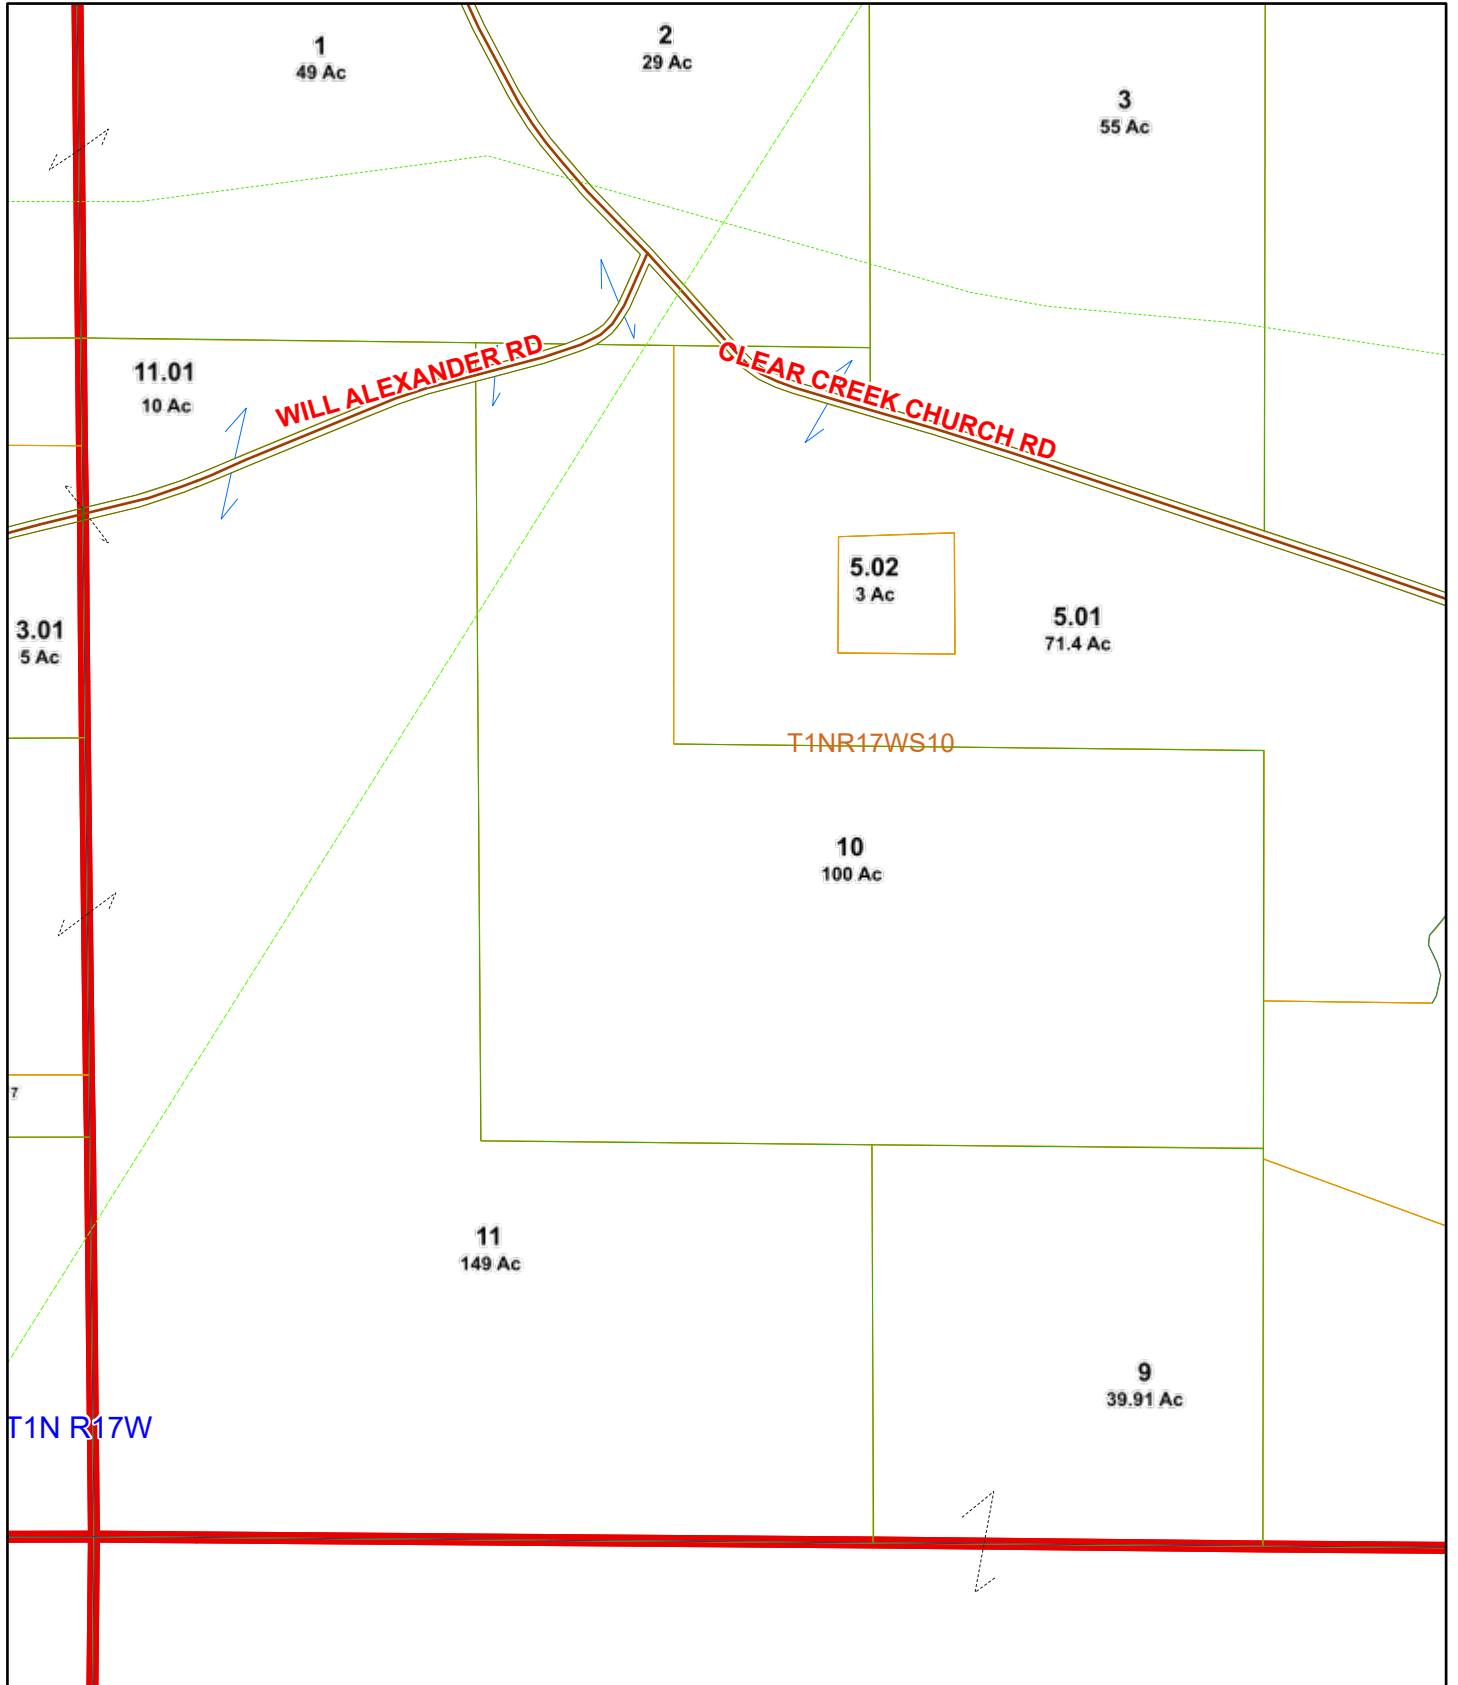 1
49 Ac
2
29 Ac
3
55 Ac
11.01
10 Ac
WILL ALEXANDER RD
CLEAR CREEK CHURCH RD
5.02
3 Ac
5.01
71.4 Ac
3.01
5 Ac
T1NR17WS10
10
100 Ac
7
11
149 Ac
9
39.91 Ac
T1N R17W